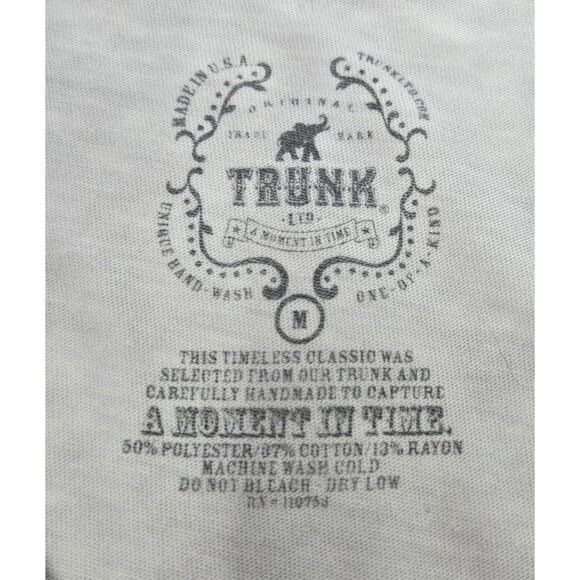 MADE IN U.S.A.
TRUNKLTD.COM
ORIGINAL
TRADE MARK
TRUNK®
·LTD·
A MOMENT IN TIME
UNIQUE HAND-WASH
ONE-OF-A-KIND
M
THIS TIMELESS CLASSIC WAS
SELECTED FROM OUR TRUNK AND
CAREFULLY HANDMADE TO CAPTURE
A MOMENT IN TIME.
50% POLYESTER/37% COTTON/13% RAYON
MACHINE WASH COLD
DO NOT BLEACH - DRY LOW